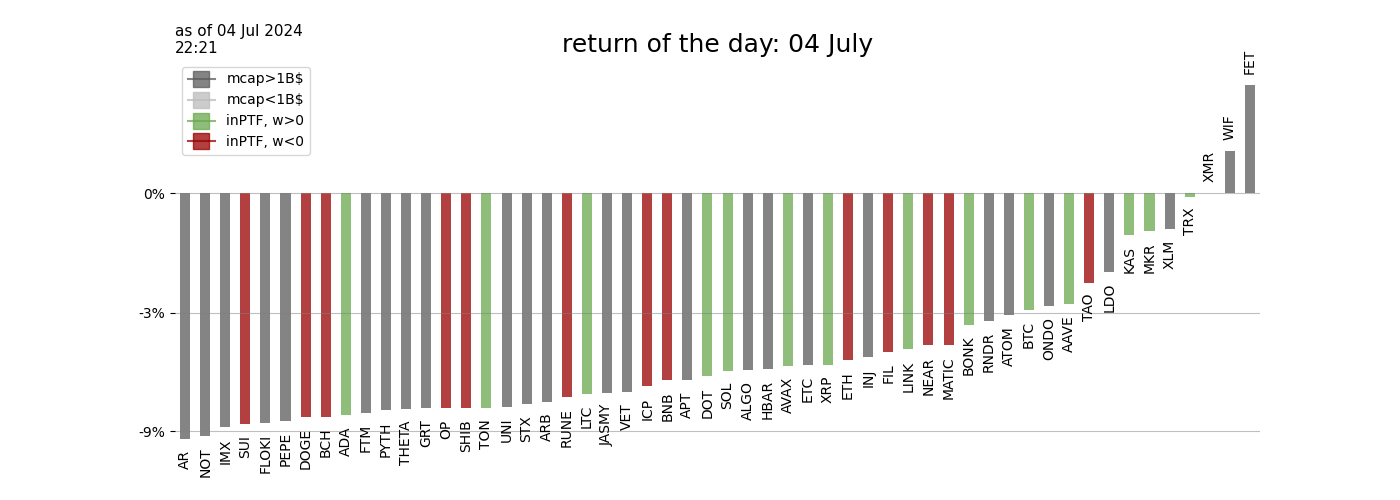 as of 04 Jul 2024
22:21
return of the day: 04 July
mcap>1B$
mcap<1B$
inPTF, w>0
inPTF, w<0
0%
-3%
-9%
AR
NOT
IMX
SUI
FLOKI
PEPE
DOGE
BCH
ADA
FTM
PYTH
THETA
GRT
OP
SHIB
TON
UNI
STX
ARB
RUNE
LTC
JASMY
VET
ICP
BNB
APT
DOT
SOL
ALGO
HBAR
AVAX
ETC
XRP
ETH
INJ
FIL
LINK
NEAR
MATIC
BONK
RNDR
ATOM
BTC
ONDO
AAVE
TAO
LDO
KAS
MKR
XLM
TRX
XMR
WIF
FET